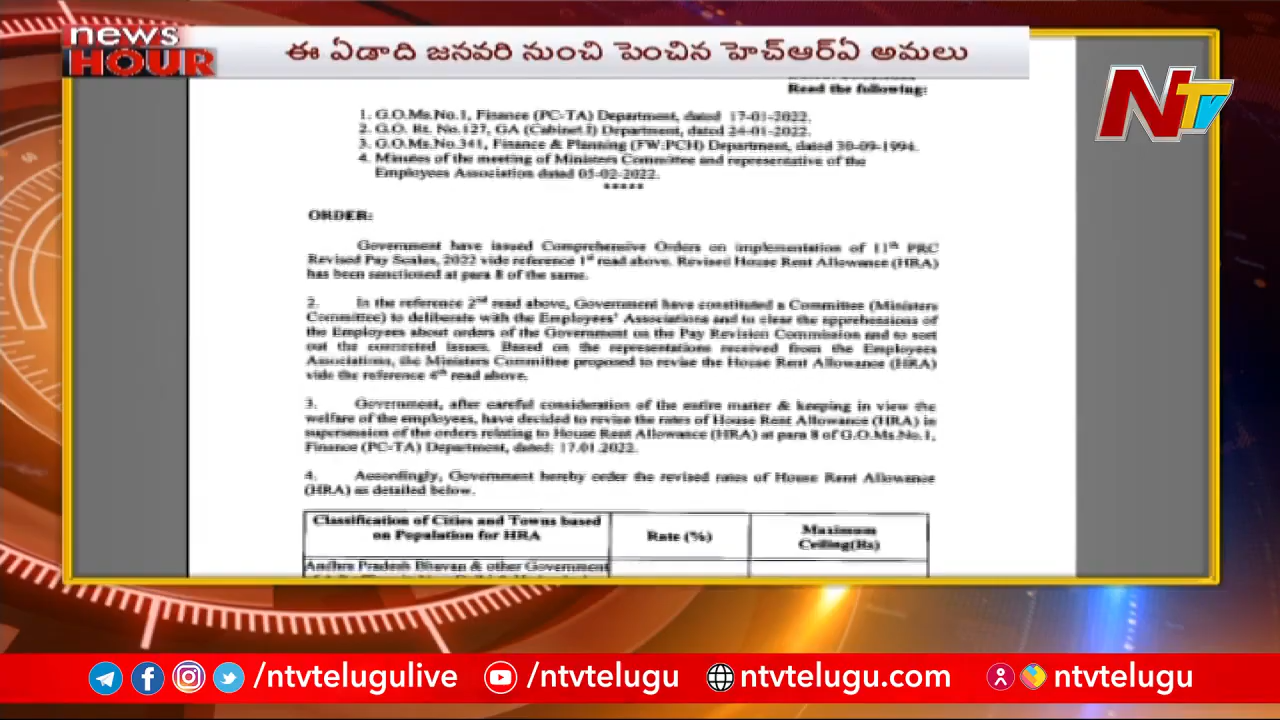 news
HOUR
ఈ ఏడాది జనవరి నుంచి పెంచిన హెచ్ఆర్ఏ అమలు
NTV
Read the following:
1. G.O.Ms.No.1, Finance (PC-TA) Department, dated 17-01-2022.
2. G.O. Rt. No.127, GA (Cabinet.I) Department, dated 24-01-2022.
3. G.O.Ms.No.341, Finance & Planning (FW:PCH) Department, dated 30-09-1994.
4. Minutes of the meeting of Ministers Committee and representative of the
Employees Association dated 05-02-2022.
*****
ORDER:
Government have issued Comprehensive Orders on implementation of 11th PRC
Revised Pay Scales, 2022 vide reference 1st read above. Revised House Rent Allowance (HRA)
has been sanctioned at para 8 of the same.
2. In the reference 2nd read above, Government have constituted a Committee (Ministers
Committee) to deliberate with the Employees' Associations and to clear the apprehensions of
the Employees about orders of the Government on the Pay Revision Commission and to sort
out the connected issues. Based on the representations received from the Employees
Associations, the Ministers Committee proposed to revise the House Rent Allowance (HRA)
vide the reference 4th read above.
3. Government, after careful consideration of the entire matter & keeping in view the
welfare of the employees, have decided to revise the rates of House Rent Allowance (HRA) in
supersession of the orders relating to House Rent Allowance (HRA) at para 8 of G.O.Ms.No.1,
Finance (PC-TA) Department, dated: 17.01.2022.
4. Accordingly, Government hereby order the revised rates of House Rent Allowance
(HRA) as detailed below.
Classification of Cities and Towns based
on Population for HRA
Rate (%)
Maximum
Ceiling(Rs)
Andhra Pradesh Bhavan & other Government
/ntvtelugulive
/ntvtelugu
ntvtelugu.com
ntvtelugu